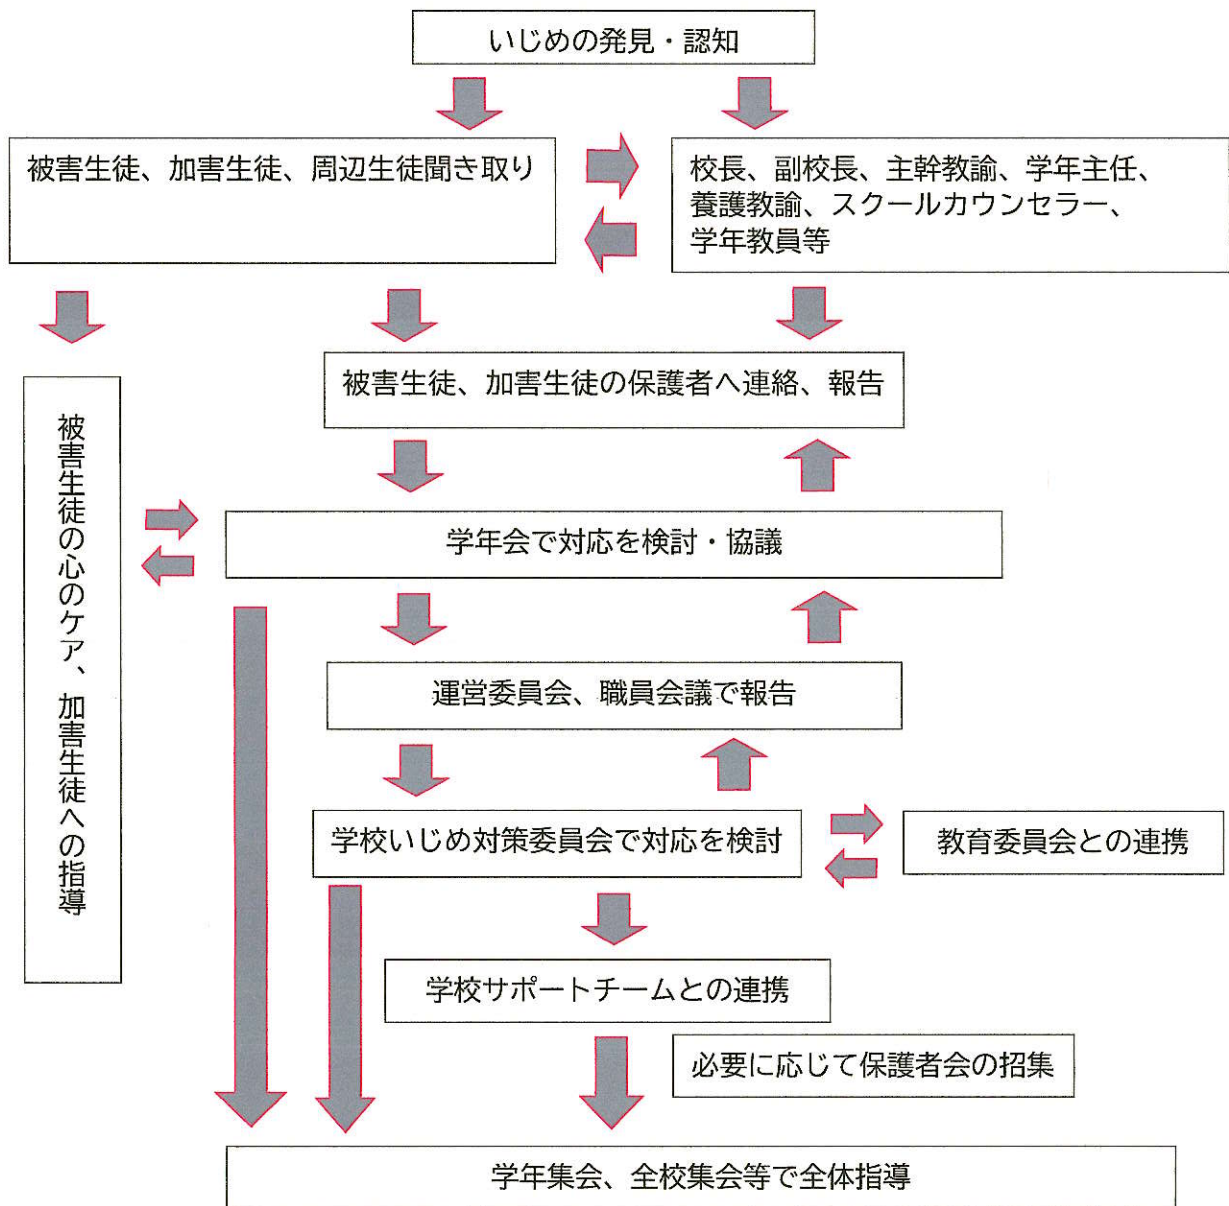 いじめの発見・認知
被害生徒、加害生徒、周辺生徒聞き取り
校長、副校長、主幹教諭、学年主任、
養護教諭、スクールカウンセラー、
学年教員等
被害生徒、加害生徒の保護者へ連絡、報告
被害生徒の心のケア、加害生徒への指導
学年会で対応を検討・協議
運営委員会、職員会議で報告
学校いじめ対策委員会で対応を検討
教育委員会との連携
学校サポートチームとの連携
必要に応じて保護者会の招集
学年集会、全校集会等で全体指導